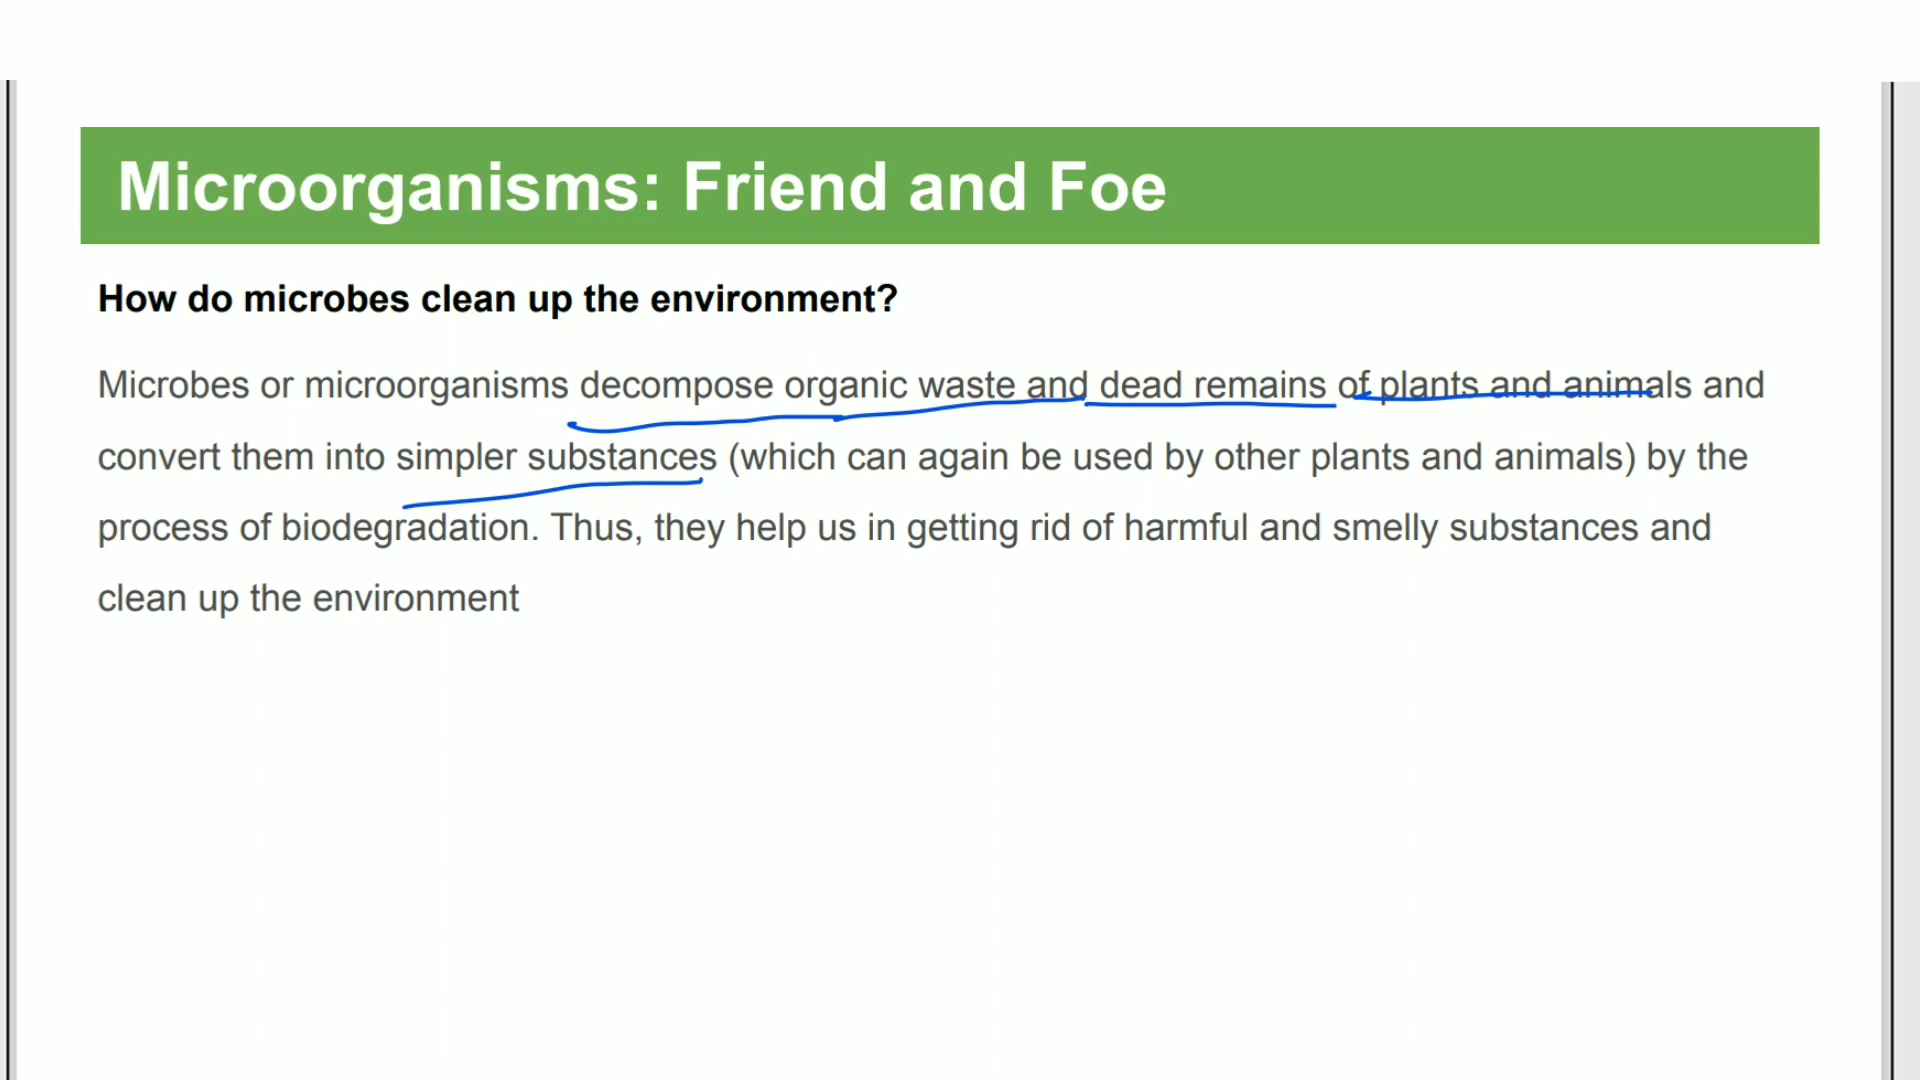 Microorganisms: Friend and Foe
How do microbes clean up the environment?
Microbes or microorganisms decompose organic waste and dead remains of plants and animals and
convert them into simpler substances (which can again be used by other plants and animals) by the
process of biodegradation. Thus, they help us in getting rid of harmful and smelly substances and
clean up the environment